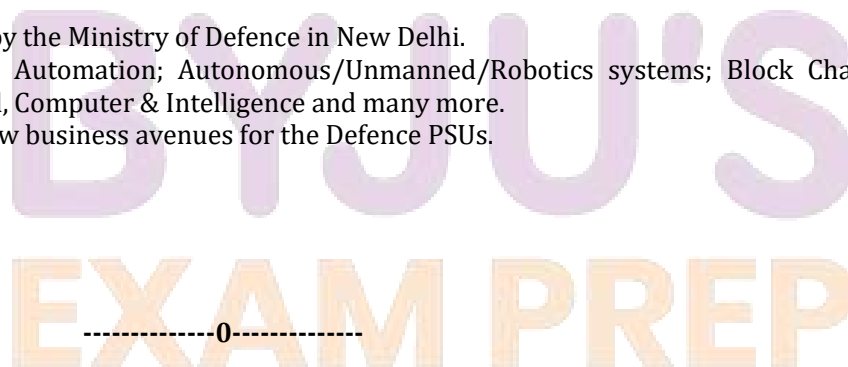 by the Ministry of Defence in New Delhi.
Automation; Autonomous/Unmanned/Robotics systems; Block Cha
, Computer & Intelligence and many more.
w business avenues for the Defence PSUs.
BYJU'S
EXAM PREP
--------------0--------------